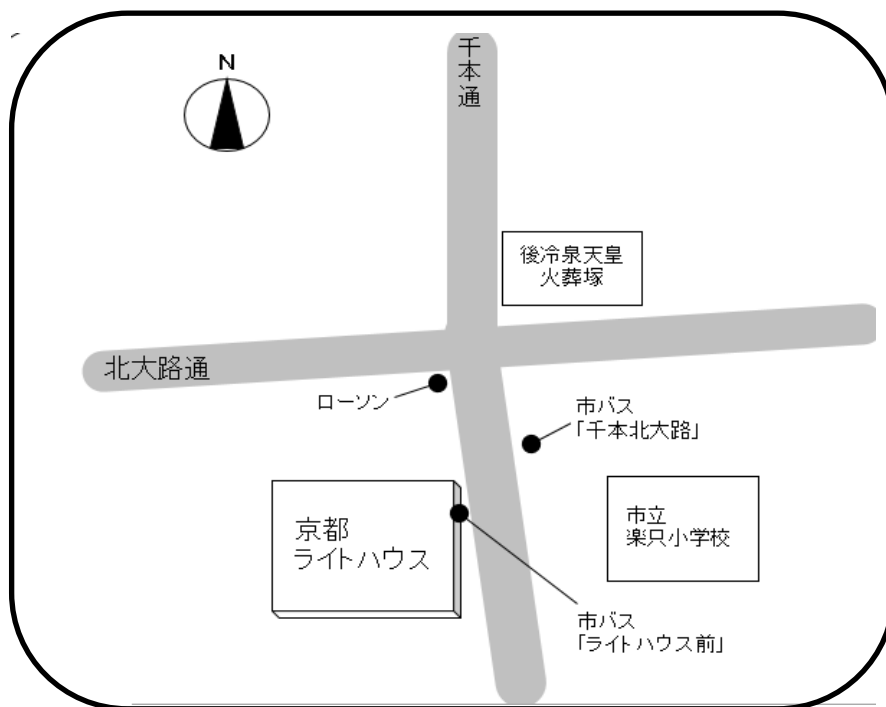 N
千本通
後冷泉天皇
火葬塚
北大路通
ローソン
市バス
「千本北大路」
京都
ライトハウス
市立
楽只小学校
市バス
「ライトハウス前」